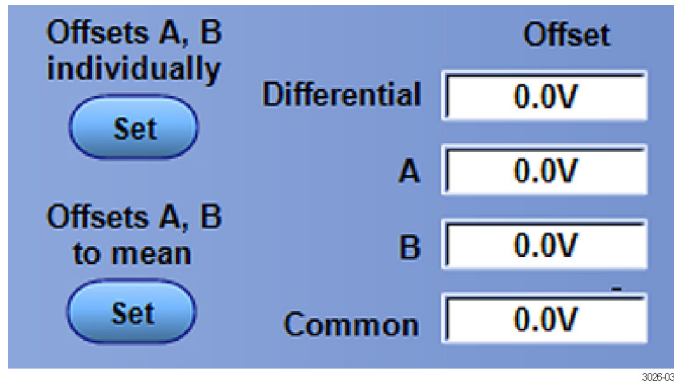 Offsets A, B
individually
Set
Offset
Differential 0.0V
A 0.0V
Offsets A, B
to mean
Set
B 0.0V
Common 0.0V
3026-03